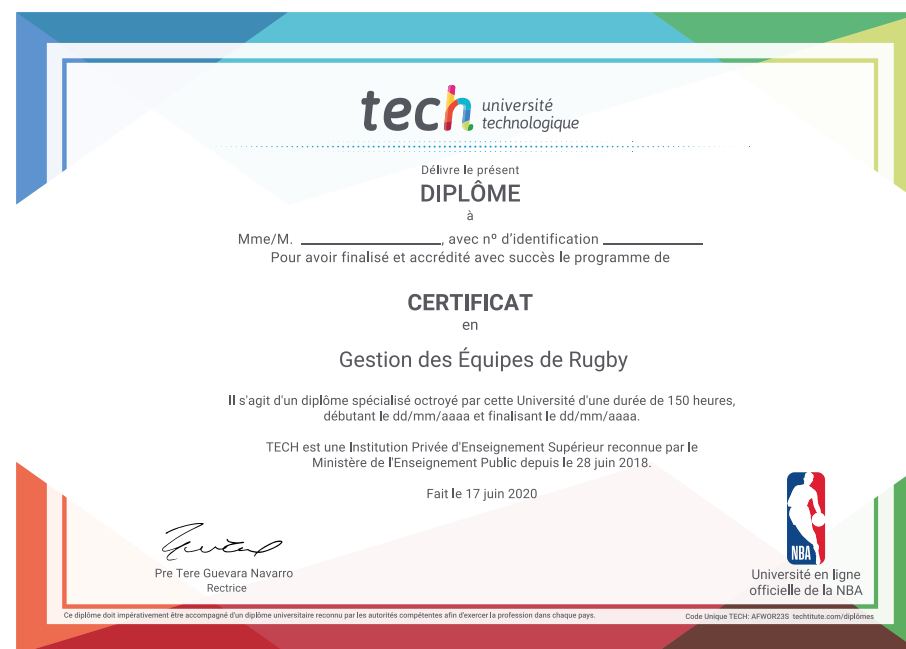 tech université
technologique
Délivre le présent
DIPLÔME
à
Mme/M. ____________________, avec nº d'identification ______________
Pour avoir finalisé et accrédité avec succès le programme de
CERTIFICAT
en
Gestion des Équipes de Rugby
Il s'agit d'un diplôme spécialisé octroyé par cette Université d'une durée de 150 heures,
débutant le dd/mm/aaaa et finalisant le dd/mm/aaaa.
TECH est une Institution Privée d'Enseignement Supérieur reconnue par le
Ministère de l'Enseignement Public depuis le 28 juin 2018.
Fait le 17 juin 2020
Pre Tere Guevara Navarro
Rectrice
NBA
Université en ligne
officielle de la NBA
Ce diplôme doit impérativement être accompagné d'un diplôme universitaire reconnu par les autorités compétentes afin d'exercer la profession dans chaque pays.
Code Unique TECH: AFWOR23S techtitute.com/diplômes